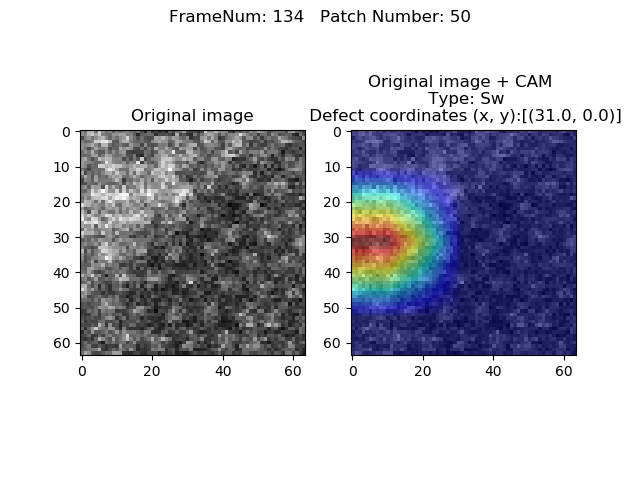 FrameNum: 134   Patch Number: 50
Original image
Original image + CAM
Type: Sw
Defect coordinates (x, y):[(31.0, 0.0)]
0
10
20
30
40
50
60
0 20 40 60
0
10
20
30
40
50
60
0 20 40 60